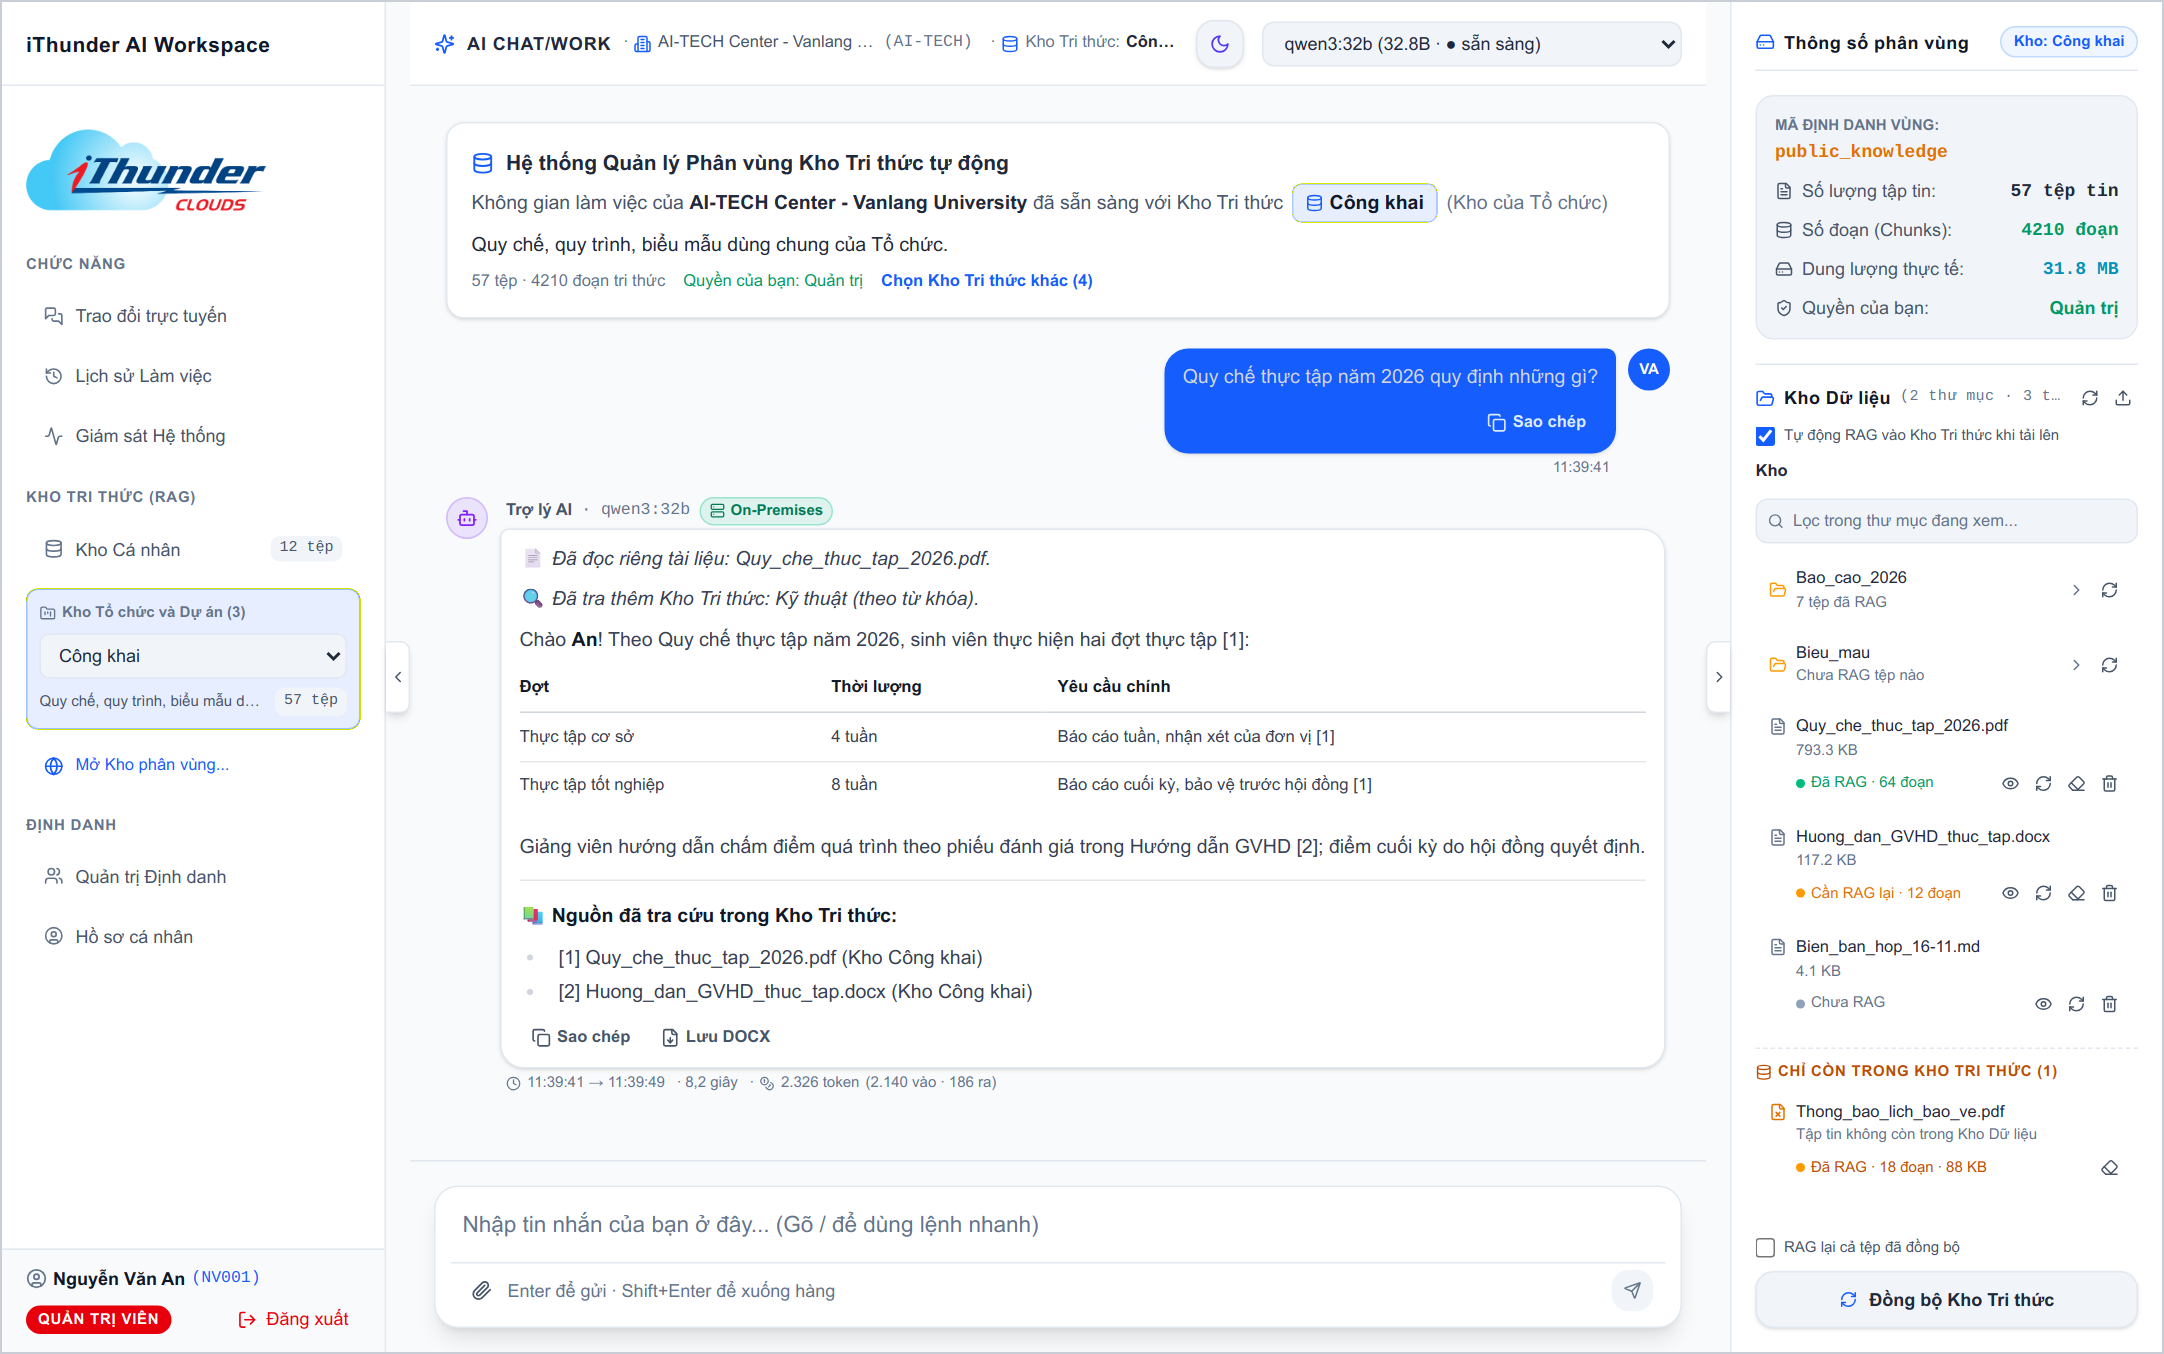 iThunder AI Workspace
iThunder
CLOUDS
CHỨC NĂNG
Trao đổi trực tuyến
Lịch sử Làm việc
Giám sát Hệ thống
KHO TRI THỨC (RAG)
Kho Cá nhân
12 tệp
Kho Tổ chức và Dự án (3)
Công khai
Quy chế, quy trình, biểu mẫu d...
57 tệp
Mở Kho phân vùng...
ĐỊNH DANH
Quản trị Định danh
Hồ sơ cá nhân
Nguyễn Văn An (NV001)
QUẢN TRỊ VIÊN
Đăng xuất
AI CHAT/WORK · AI-TECH Center - Vanlang ... (AI-TECH) · Kho Tri thức: Côn...
qwen3:32b (32.8B · ● sẵn sàng)
Hệ thống Quản lý Phân vùng Kho Tri thức tự động
Không gian làm việc của AI-TECH Center - Vanlang University đã sẵn sàng với Kho Tri thức Công khai (Kho của Tổ chức)
Quy chế, quy trình, biểu mẫu dùng chung của Tổ chức.
57 tệp · 4210 đoạn tri thức Quyền của bạn: Quản trị Chọn Kho Tri thức khác (4)
Quy chế thực tập năm 2026 quy định những gì?
Sao chép
VA
11:39:41
Trợ lý AI · qwen3:32b On-Premises
Đã đọc riêng tài liệu: Quy_che_thuc_tap_2026.pdf.
Đã tra thêm Kho Tri thức: Kỹ thuật (theo từ khóa).
Chào An! Theo Quy chế thực tập năm 2026, sinh viên thực hiện hai đợt thực tập [1]:
Đợt Thời lượng Yêu cầu chính
Thực tập cơ sở 4 tuần Báo cáo tuần, nhận xét của đơn vị [1]
Thực tập tốt nghiệp 8 tuần Báo cáo cuối kỳ, bảo vệ trước hội đồng [1]
Giảng viên hướng dẫn chấm điểm quá trình theo phiếu đánh giá trong Hướng dẫn GVHD [2]; điểm cuối kỳ do hội đồng quyết định.
Nguồn đã tra cứu trong Kho Tri thức:
[1] Quy_che_thuc_tap_2026.pdf (Kho Công khai)
[2] Huong_dan_GVHD_thuc_tap.docx (Kho Công khai)
Sao chép Lưu DOCX
11:39:41 → 11:39:49 · 8,2 giây · 2.326 token (2.140 vào · 186 ra)
Nhập tin nhắn của bạn ở đây... (Gõ / để dùng lệnh nhanh)
Enter để gửi · Shift+Enter để xuống hàng
Thông số phân vùng
Kho: Công khai
MÃ ĐỊNH DANH VÙNG:
public_knowledge
Số lượng tập tin: 57 tệp tin
Số đoạn (Chunks): 4210 đoạn
Dung lượng thực tế: 31.8 MB
Quyền của bạn: Quản trị
Kho Dữ liệu (2 thư mục · 3 t...
Tự động RAG vào Kho Tri thức khi tải lên
Kho
Lọc trong thư mục đang xem...
Bao_cao_2026
7 tệp đã RAG
Bieu_mau
Chưa RAG tệp nào
Quy_che_thuc_tap_2026.pdf
793.3 KB
Đã RAG · 64 đoạn
Huong_dan_GVHD_thuc_tap.docx
117.2 KB
Cần RAG lại · 12 đoạn
Bien_ban_hop_16-11.md
4.1 KB
Chưa RAG
CHỈ CÒN TRONG KHO TRI THỨC (1)
Thong_bao_lich_bao_ve.pdf
Tập tin không còn trong Kho Dữ liệu
Đã RAG · 18 đoạn · 88 KB
RAG lại cả tệp đã đồng bộ
Đồng bộ Kho Tri thức